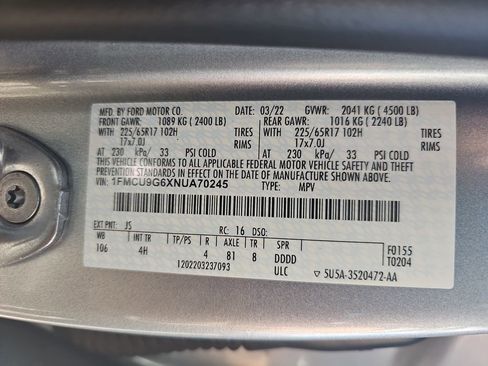 MFD. BY FORD MOTOR CO. DATE: 03/22 GVWR: 2041 KG ( 4500 LB)
FRONT GAWR: 1089 KG ( 2400 LB) REAR GAWR: 1016 KG ( 2240 LB)
WITH 225/65R17 102H TIRES WITH 225/65R17 102H TIRES
17x7.0J RIMS 17x7.0J RIMS
AT 230 kPa/ 33 PSI COLD AT 230 kPa/ 33 PSI COLD
THIS VEHICLE CONFORMS TO ALL APPLICABLE FEDERAL MOTOR VEHICLE SAFETY AND THEFT
PREVENTION STANDARDS IN EFFECT ON THE DATE OF MANUFACTURE SHOWN ABOVE.
VIN: 1FMCU9G6XNUA70245 TYPE: MPV
EXT PNT: JS RC: 16 DSO: F0155
WB INT TR TP/PS R AXLE TR SPR T0204
106 4H 4 81 8 DDDD
I202203237093 ULC ▽ 5U5A-3520472-AA